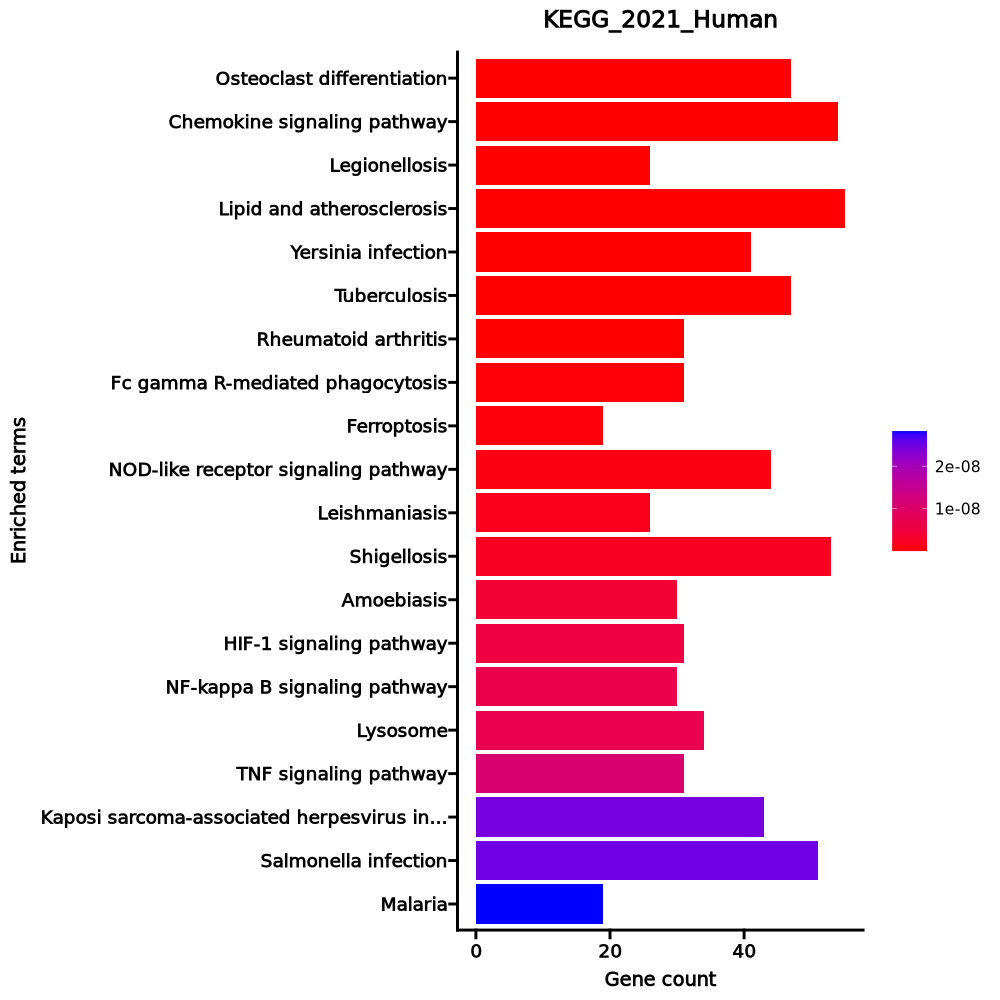 KEGG_2021_Human
Osteoclast differentiation
Chemokine signaling pathway
Legionellosis
Lipid and atherosclerosis
Yersinia infection
Tuberculosis
Rheumatoid arthritis
Fc gamma R-mediated phagocytosis
Ferroptosis
NOD-like receptor signaling pathway
Leishmaniasis
Shigellosis
Amoebiasis
HIF-1 signaling pathway
NF-kappa B signaling pathway
Lysosome
TNF signaling pathway
Kaposi sarcoma-associated herpesvirus in...
Salmonella infection
Malaria
Enriched terms
0 20 40
Gene count
2e-08
1e-08